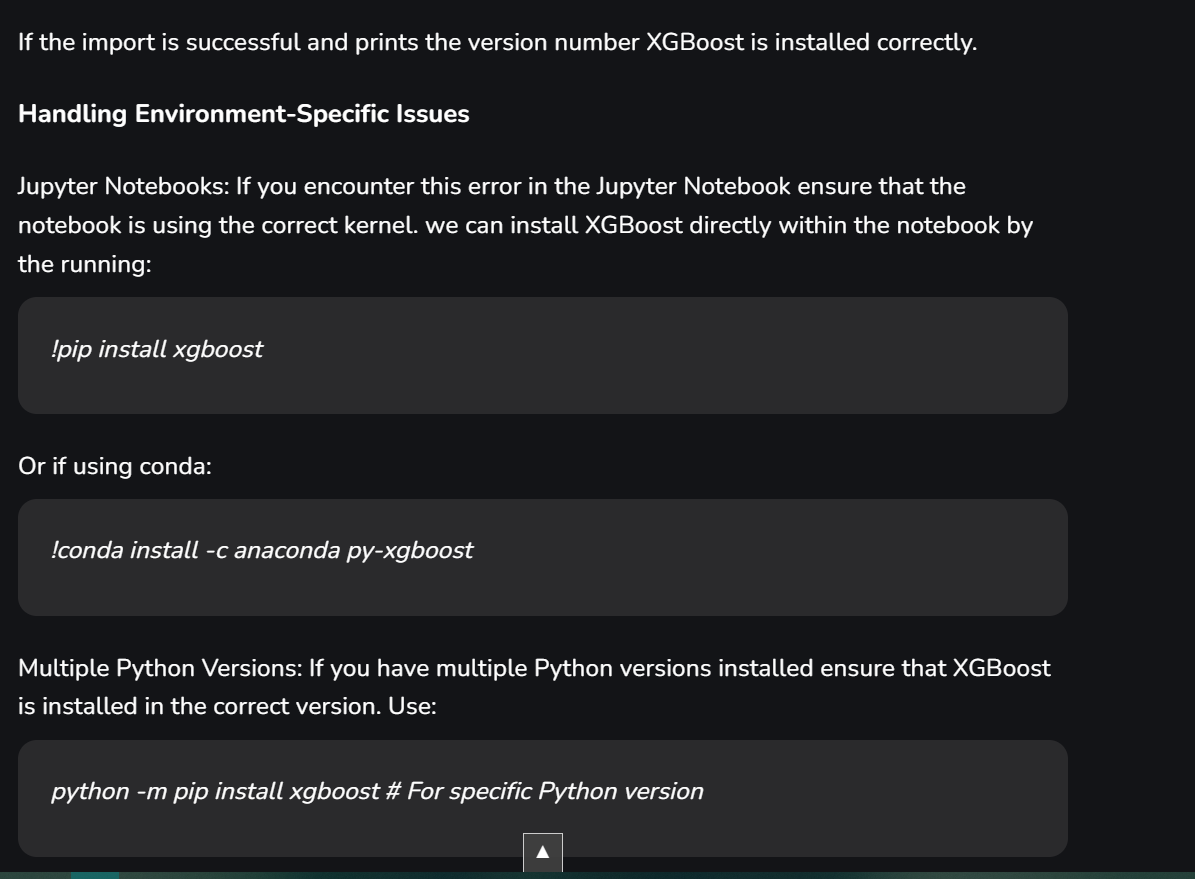 If the import is successful and prints the version number XGBoost is installed correctly.
Handling Environment-Specific Issues
Jupyter Notebooks: If you encounter this error in the Jupyter Notebook ensure that the
notebook is using the correct kernel. we can install XGBoost directly within the notebook by
the running:
!pip install xgboost
Or if using conda:
!conda install -c anaconda py-xgboost
Multiple Python Versions: If you have multiple Python versions installed ensure that XGBoost
is installed in the correct version. Use:
python -m pip install xgboost # For specific Python version